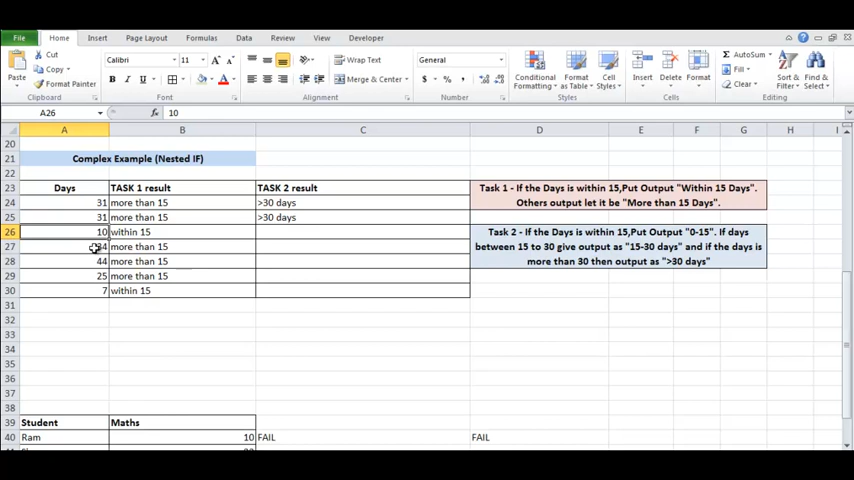 File Home Insert Page Layout Formulas Data Review View Developer
Cut
Copy
Format Painter
Paste
Clipboard
Calibri 11
B I U
Font
Wrap Text
Merge & Center
Alignment
General
$ % ,
Number
Conditional Formatting
Format as Table
Cell Styles
Styles
Insert Delete Format
Cells
AutoSum
Fill
Clear
Sort & Filter
Find & Select
Editing
A26 fx 10
A B C D E F G H I
20
21 Complex Example (Nested IF)
22
23 Days TASK 1 result TASK 2 result
24 31 more than 15 >30 days
25 31 more than 15 >30 days
26 10 within 15
27 more than 15
28 44 more than 15
29 25 more than 15
30 7 within 15
Task 1 - If the Days is within 15,Put Output "Within 15 Days".
Others output let it be "More than 15 Days".
Task 2 - If the Days is within 15,Put Output "0-15". If days
between 15 to 30 give output as "15-30 days" and if the days is
more than 30 then output as ">30 days"
31
32
33
34
35
36
37
38
39 Student Maths
40 Ram 10 FAIL FAIL